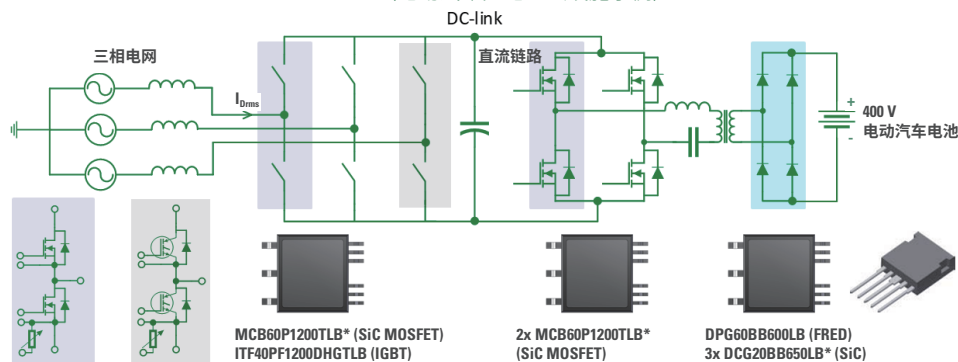 DC-link
三相电网
直流链路
I_Drms
+
400 V
电动汽车电池
-
MCB60P1200TLB* (SiC MOSFET)
ITF40PF1200DHGTLB (IGBT)
2x MCB60P1200TLB*
(SiC MOSFET)
DPG60BB600LB (FRED)
3x DCG20BB650LB* (SiC)